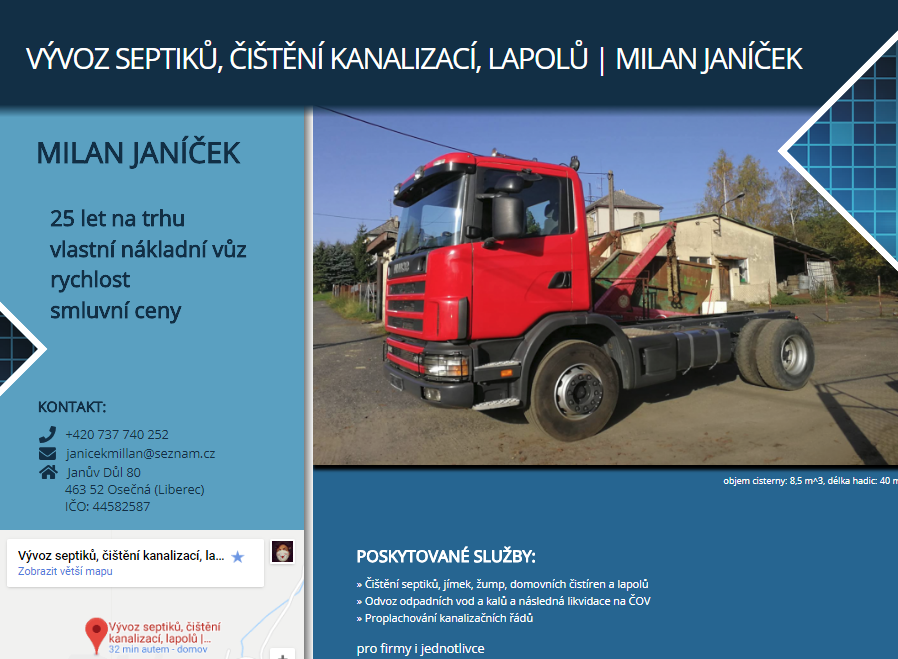 VÝVOZ SEPTIKŮ, ČIŠTĚNÍ KANALIZACÍ, LAPOLŮ | MILAN JANÍČEK
MILAN JANÍČEK
25 let na trhu
vlastní nákladní vůz
rychlost
smluvní ceny
KONTAKT:
+420 737 740 252
janicekmillan@seznam.cz
Janův Důl 80
463 52 Osečná (Liberec)
IČO: 44582587
Vývoz septiků, čištění kanalizací, la...
Zobrazit větší mapu
Vývoz septiků, čištění
kanalizací, lapolů |...
32 min autem - domov
objem cisterny: 8,5 m^3, délka hadic: 40 m
POSKYTOVANÉ SLUŽBY:
» Čištění septiků, jímek, žump, domovních čistíren a lapolů
» Odvoz odpadních vod a kalů a následná likvidace na ČOV
» Proplachování kanalizačních řádů
pro firmy i jednotlivce